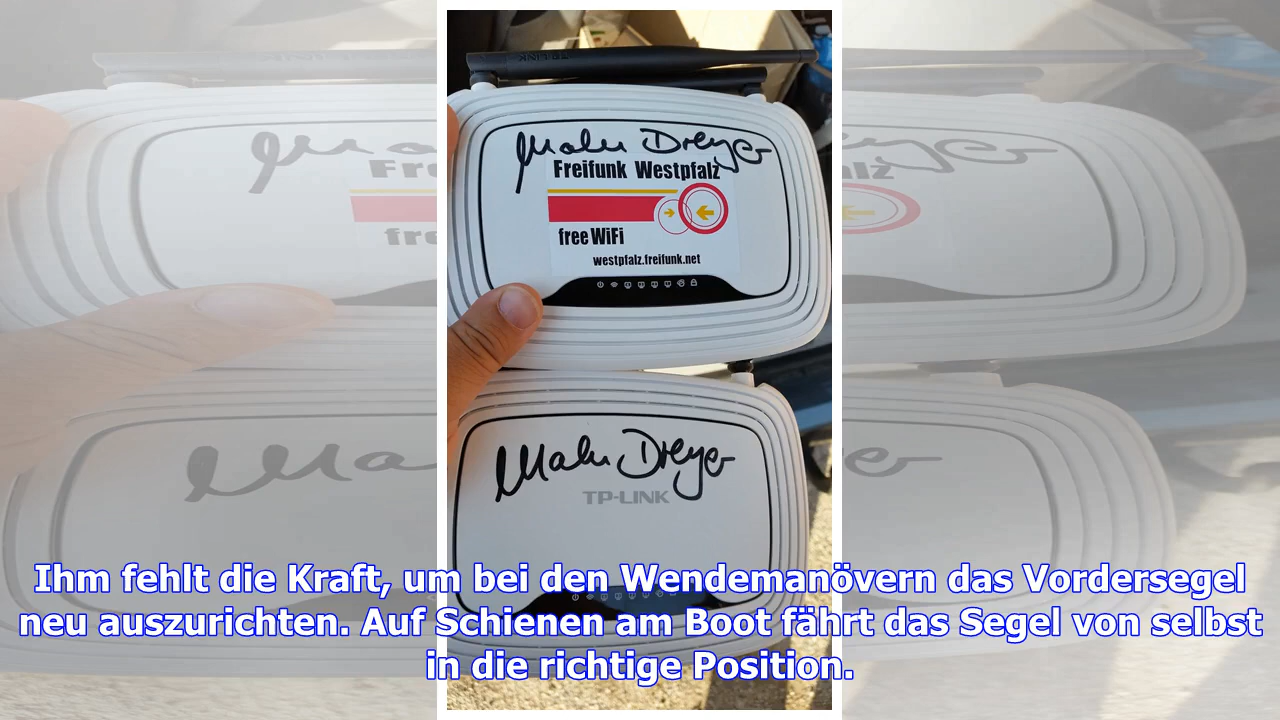 TP-LINK
Malu Dreyer
Freifunk Westpfalz
free WiFi
westpfalz.freifunk.net
Malu Dreyer
TP-LINK
Ihm fehlt die Kraft, um bei den Wendemanövern das Vordersegel
neu auszurichten. Auf Schienen am Boot fährt das Segel von selbst
in die richtige Position.